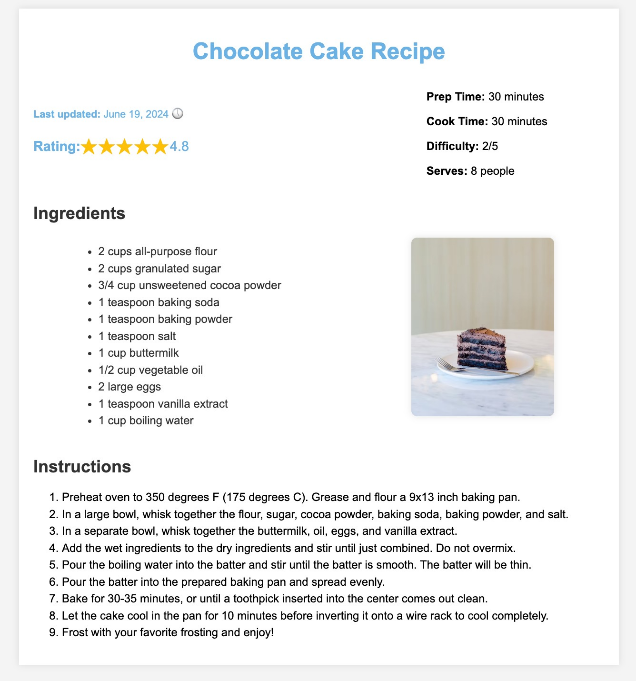 Chocolate Cake Recipe
Last updated: June 19, 2024
Rating: 4.8
Prep Time: 30 minutes
Cook Time: 30 minutes
Difficulty: 2/5
Serves: 8 people
Ingredients
2 cups all-purpose flour
2 cups granulated sugar
3/4 cup unsweetened cocoa powder
1 teaspoon baking soda
1 teaspoon baking powder
1 teaspoon salt
1 cup buttermilk
1/2 cup vegetable oil
2 large eggs
1 teaspoon vanilla extract
1 cup boiling water
Instructions
1. Preheat oven to 350 degrees F (175 degrees C). Grease and flour a 9x13 inch baking pan.
2. In a large bowl, whisk together the flour, sugar, cocoa powder, baking soda, baking powder, and salt.
3. In a separate bowl, whisk together the buttermilk, oil, eggs, and vanilla extract.
4. Add the wet ingredients to the dry ingredients and stir until just combined. Do not overmix.
5. Pour the boiling water into the batter and stir until the batter is smooth. The batter will be thin.
6. Pour the batter into the prepared baking pan and spread evenly.
7. Bake for 30-35 minutes, or until a toothpick inserted into the center comes out clean.
8. Let the cake cool in the pan for 10 minutes before inverting it onto a wire rack to cool completely.
9. Frost with your favorite frosting and enjoy!